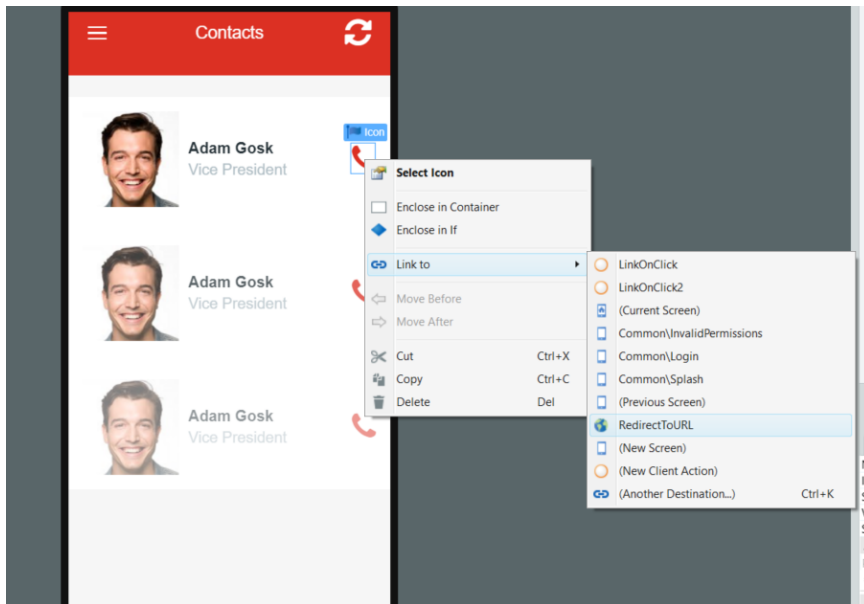 Contacts
Icon
Adam Gosk
Vice President
Adam Gosk
Vice President
Adam Gosk
Vice President
Select Icon
Enclose in Container
Enclose in If
Link to
Move Before
Move After
Cut Ctrl+X
Copy Ctrl+C
Delete Del
LinkOnClick
LinkOnClick2
(Current Screen)
Common\InvalidPermissions
Common\Login
Common\Splash
(Previous Screen)
RedirectToURL
(New Screen)
(New Client Action)
(Another Destination...) Ctrl+K